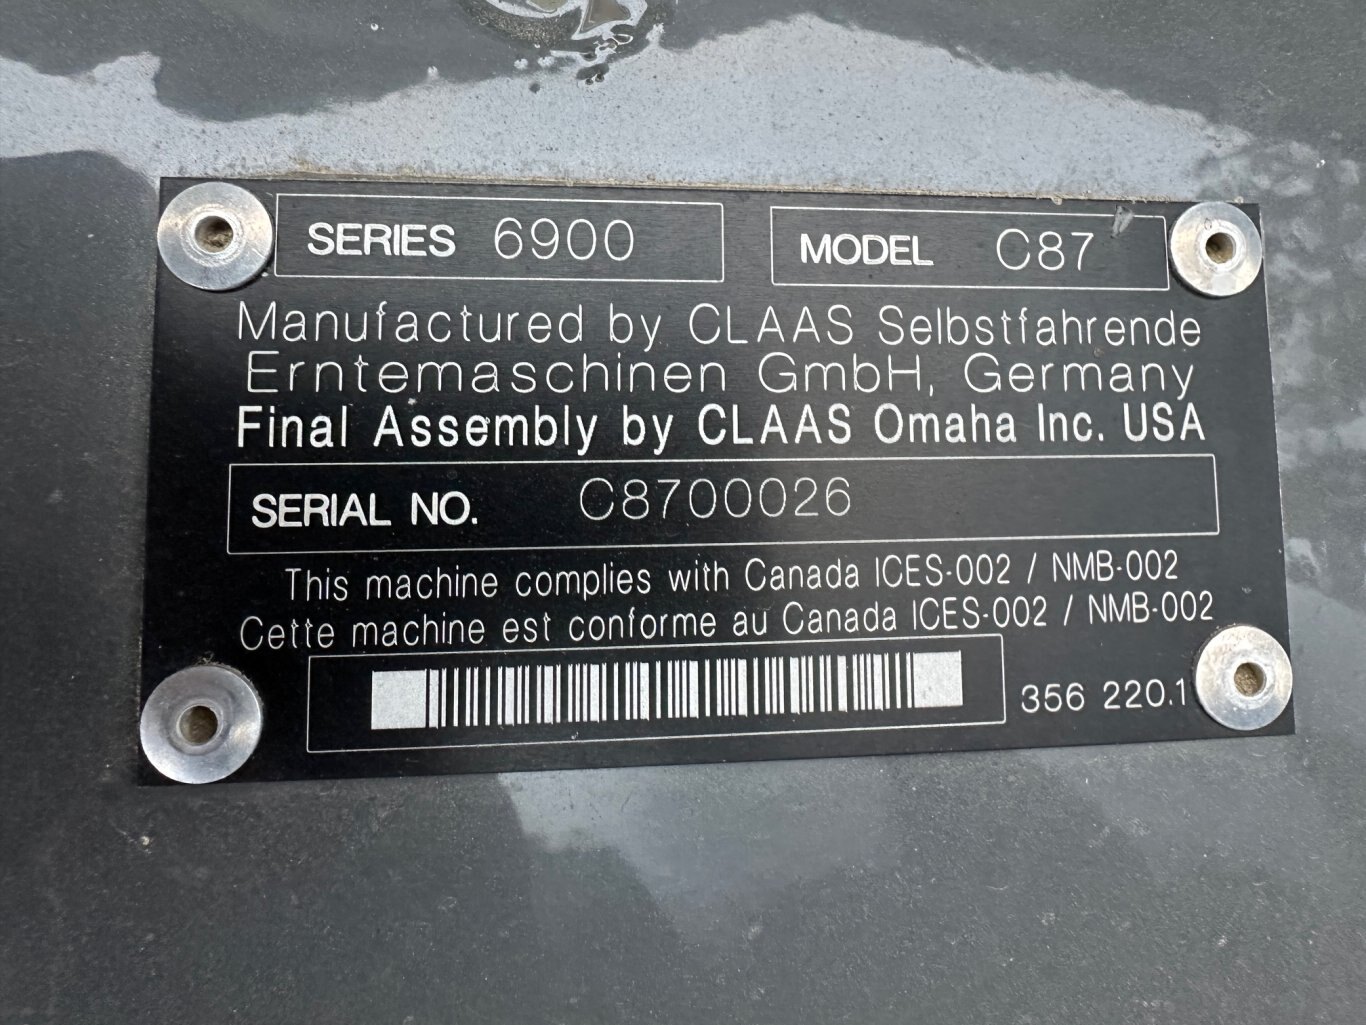 SERIES 6900 MODEL C87
Manufactured by CLAAS Selbstfahrende
Erntemaschinen GmbH, Germany
Final Assembly by CLAAS Omaha Inc. USA
SERIAL NO. C8700026
This machine complies with Canada ICES-002 / NMB-002
Cette machine est conforme au Canada ICES-002 / NMB-002
356 220.1